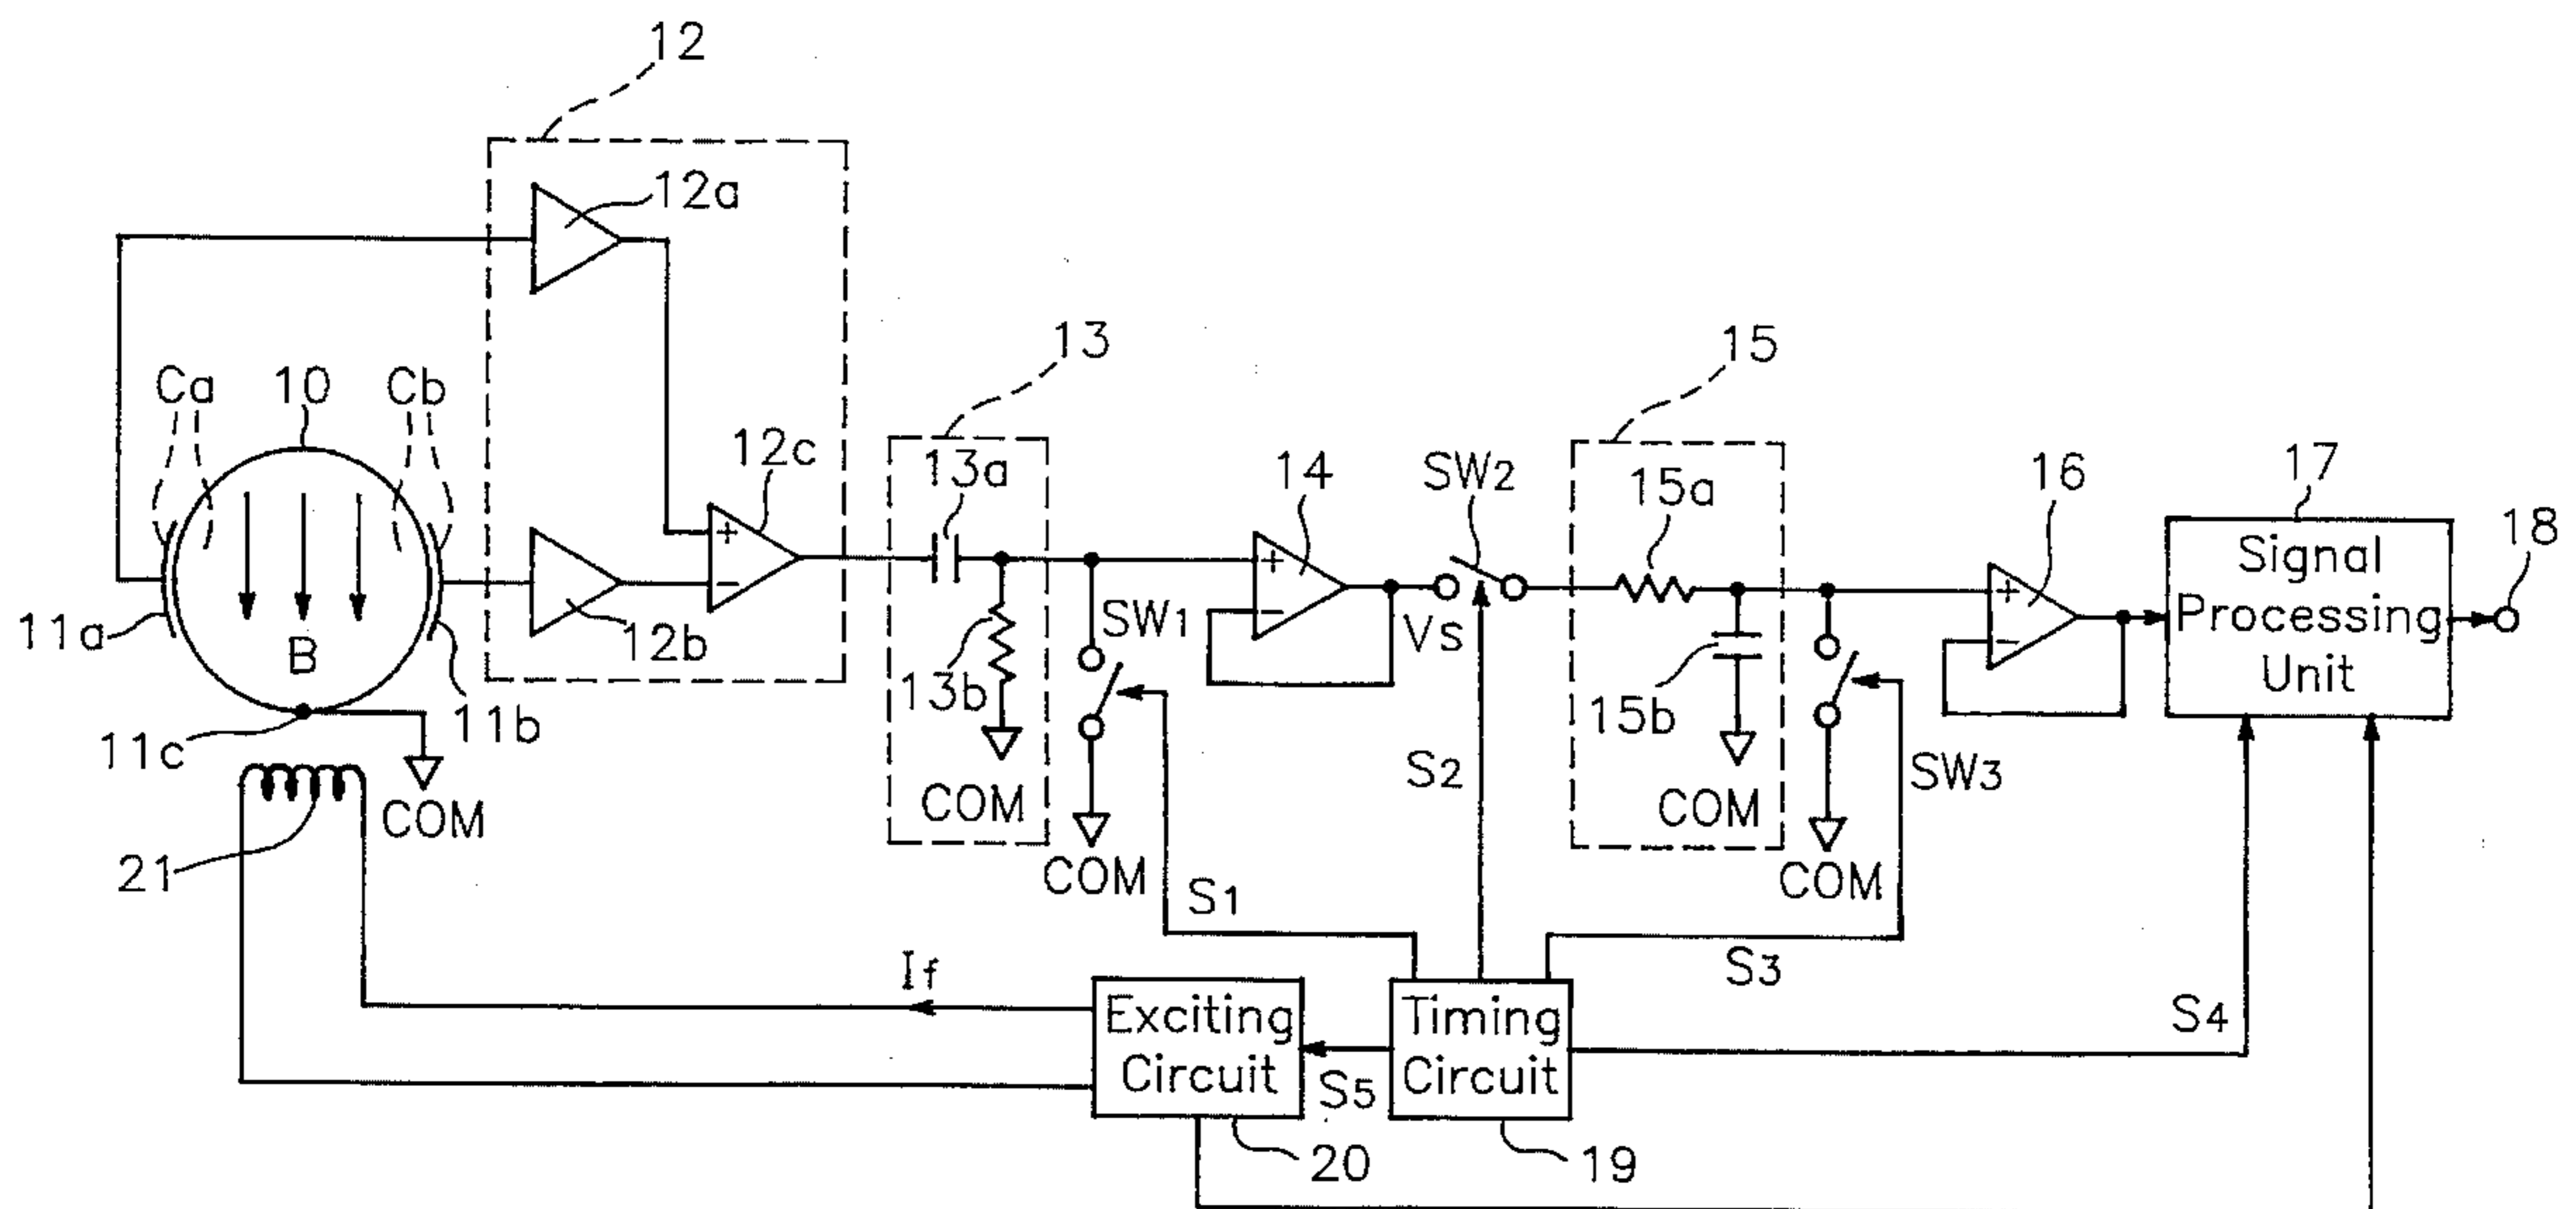 12
12a
13
15
Ca 10 Cb
12c
13a
14
SW2
15a
16
17
18
Signal
Processing
Unit
11a
B
12b
13b
SW1
Vs
15b
11c
11b
COM
COM
COM
COM
COM
S2
SW3
21
S1
S3
S4
If
Exciting
Circuit
S5
Timing
Circuit
20
19
+
−
+
−
+
−